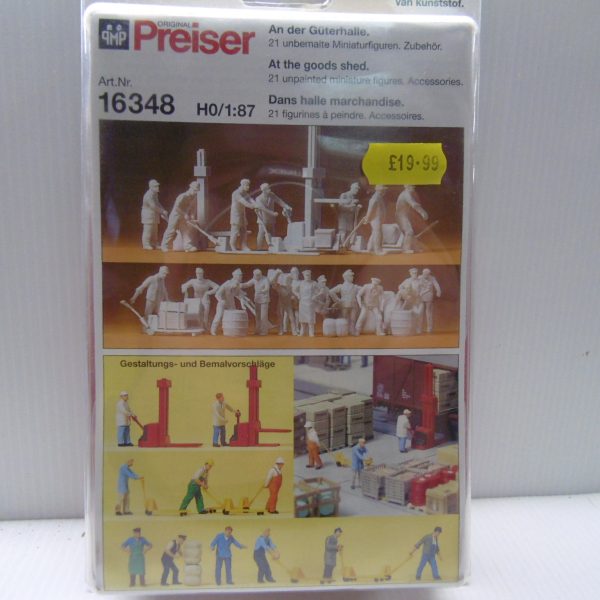 van kunststof.
PMP
ORIGINAL
Preiser
Art.Nr.
16348 H0/1:87
An der Güterhalle.
21 unbemalte Miniaturfiguren. Zubehör.
At the goods shed.
21 unpainted miniature figures. Accessories.
Dans halle marchandise.
21 figurines à peindre. Accessoires.
£19.99
Gestaltungs- und Bemalvorschläge